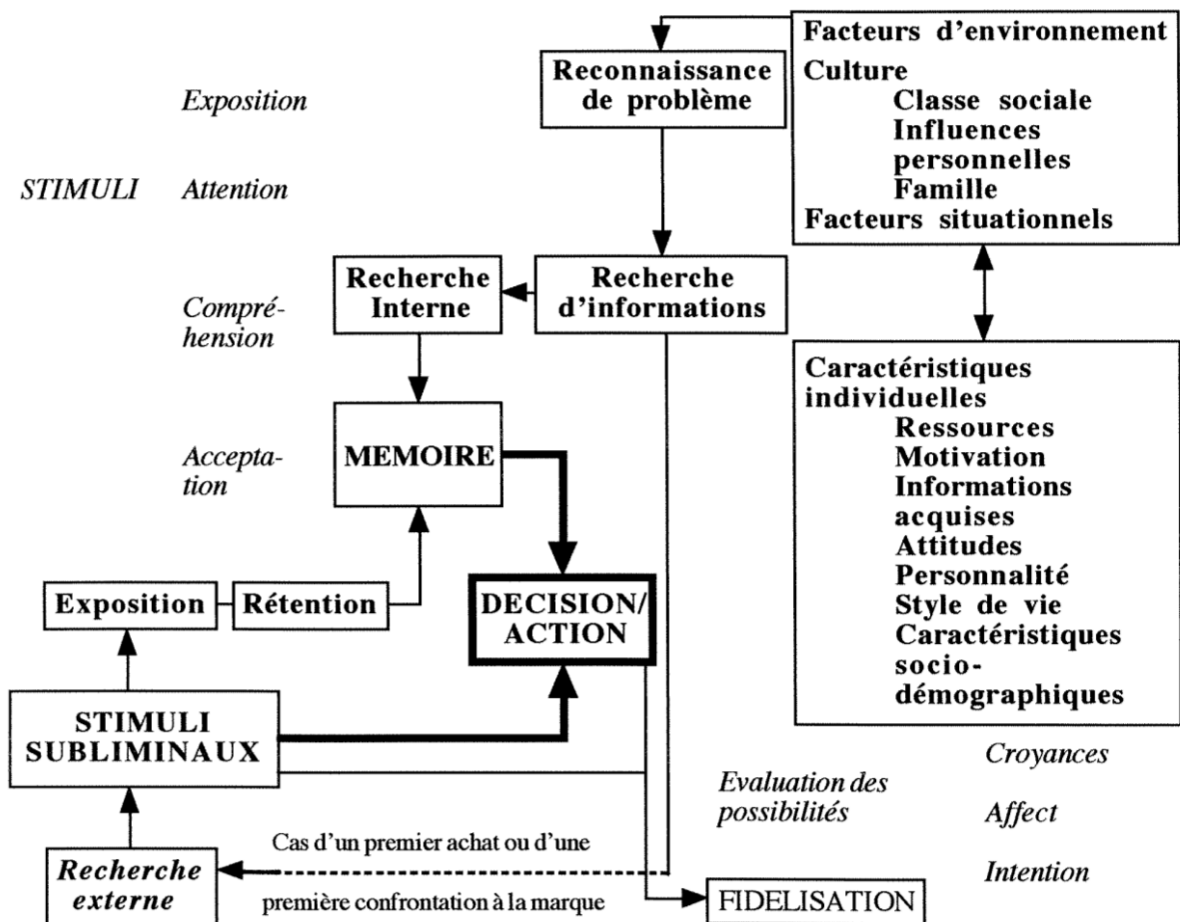 Facteurs d'environnement
Culture
Classe sociale
Influences
personnelles
Famille
Facteurs situationnels
Reconnaissance
de problème
Exposition
STIMULI
Attention
Recherche
Interne
Recherche
d'informations
Compré-
hension
Caractéristiques
individuelles
Ressources
Motivation
Informations
acquises
Attitudes
Personnalité
Style de vie
Caractéristiques
socio-
démographiques
MEMOIRE
Accepta-
tion
Exposition
Rétention
DECISION/
ACTION
STIMULI
SUBLIMINAUX
Croyances
Evaluation des
possibilités
Affect
Intention
Cas d'un premier achat ou d'une
première confrontation à la marque
Recherche
externe
FIDELISATION